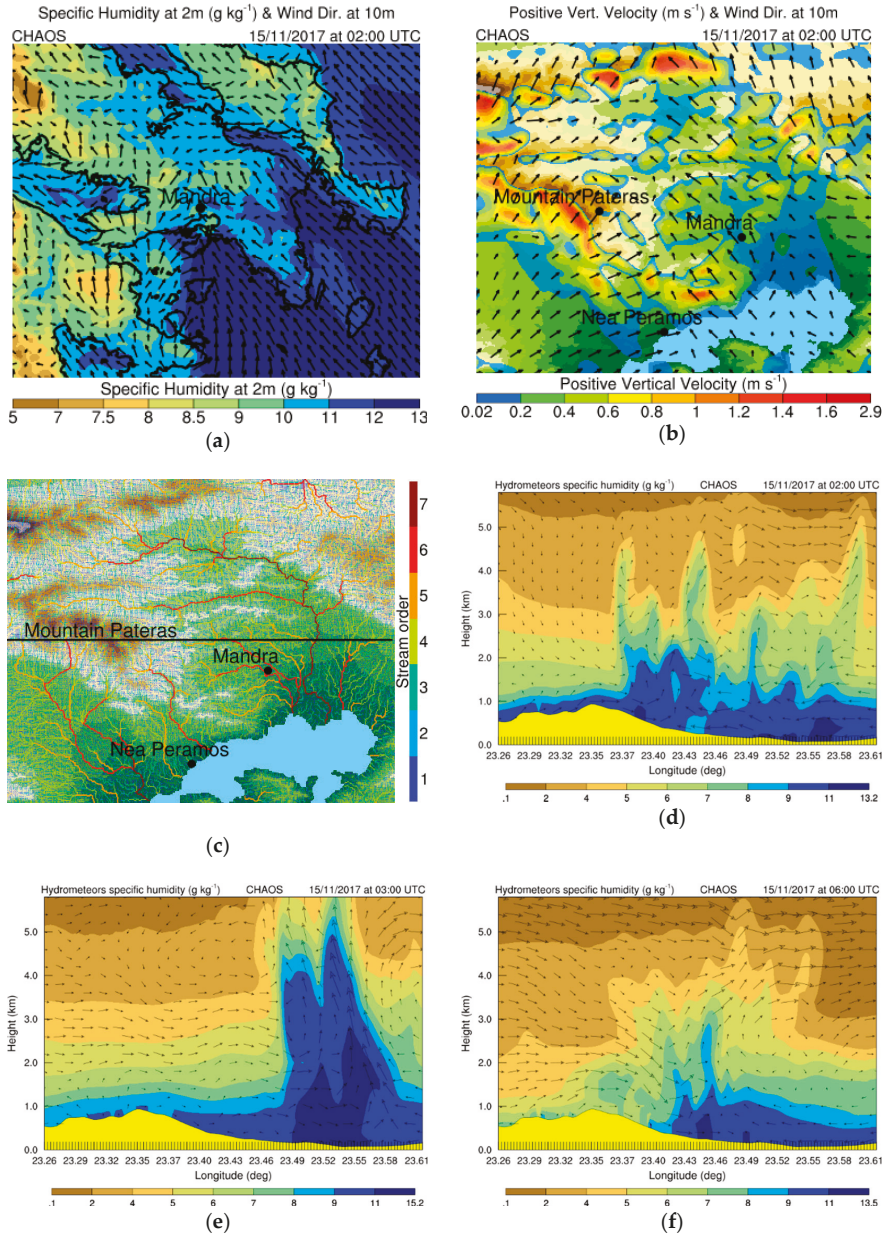 Specific Humidity at 2m (g kg⁻¹) & Wind Dir. at 10m
CHAOS 15/11/2017 at 02:00 UTC
Mandra
Specific Humidity at 2m (g kg⁻¹)
5 7 7.5 8 8.5 9 10 11 12 13
(a)
Positive Vert. Velocity (m s⁻¹) & Wind Dir. at 10m
CHAOS 15/11/2017 at 02:00 UTC
Mountain Pateras
Mandra
Nea Peramos
Positive Vertical Velocity (m s⁻¹)
0.02 0.2 0.4 0.6 0.8 1 1.2 1.4 1.6 2.9
(b)
Mountain Pateras
Mandra
Nea Peramos
Stream order
7
6
5
4
3
2
1
(c)
Hydrometeors specific humidity (g kg⁻¹) CHAOS 15/11/2017 at 02:00 UTC
Height (km)
5.0
4.0
3.0
2.0
1.0
0.0
23.26 23.29 23.33 23.37 23.40 23.43 23.46 23.49 23.52 23.55 23.58 23.61
Longitude (deg)
.1 2 4 5 6 7 8 9 11 13.2
(d)
Hydrometeors specific humidity (g kg⁻¹) CHAOS 15/11/2017 at 03:00 UTC
Height (km)
5.0
4.0
3.0
2.0
1.0
0.0
23.26 23.29 23.33 23.37 23.40 23.43 23.46 23.49 23.52 23.55 23.58 23.61
Longitude (deg)
.1 2 4 5 6 7 8 9 11 15.2
(e)
Hydrometeors specific humidity (g kg⁻¹) CHAOS 15/11/2017 at 06:00 UTC
Height (km)
5.0
4.0
3.0
2.0
1.0
0.0
23.26 23.29 23.33 23.37 23.40 23.43 23.46 23.49 23.52 23.55 23.58 23.61
Longitude (deg)
.1 2 4 5 6 7 8 9 11 13.5
(f)